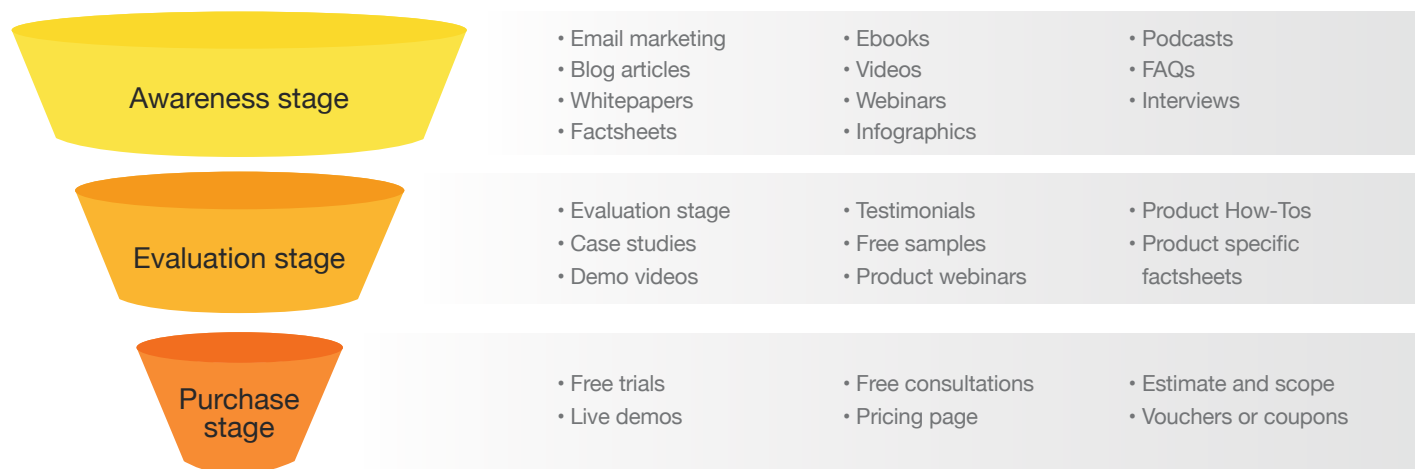 Awareness stage
• Email marketing
• Blog articles
• Whitepapers
• Factsheets
• Ebooks
• Videos
• Webinars
• Infographics
• Podcasts
• FAQs
• Interviews
Evaluation stage
• Evaluation stage
• Case studies
• Demo videos
• Testimonials
• Free samples
• Product webinars
• Product How-Tos
• Product specific
factsheets
Purchase
stage
• Free trials
• Live demos
• Free consultations
• Pricing page
• Estimate and scope
• Vouchers or coupons